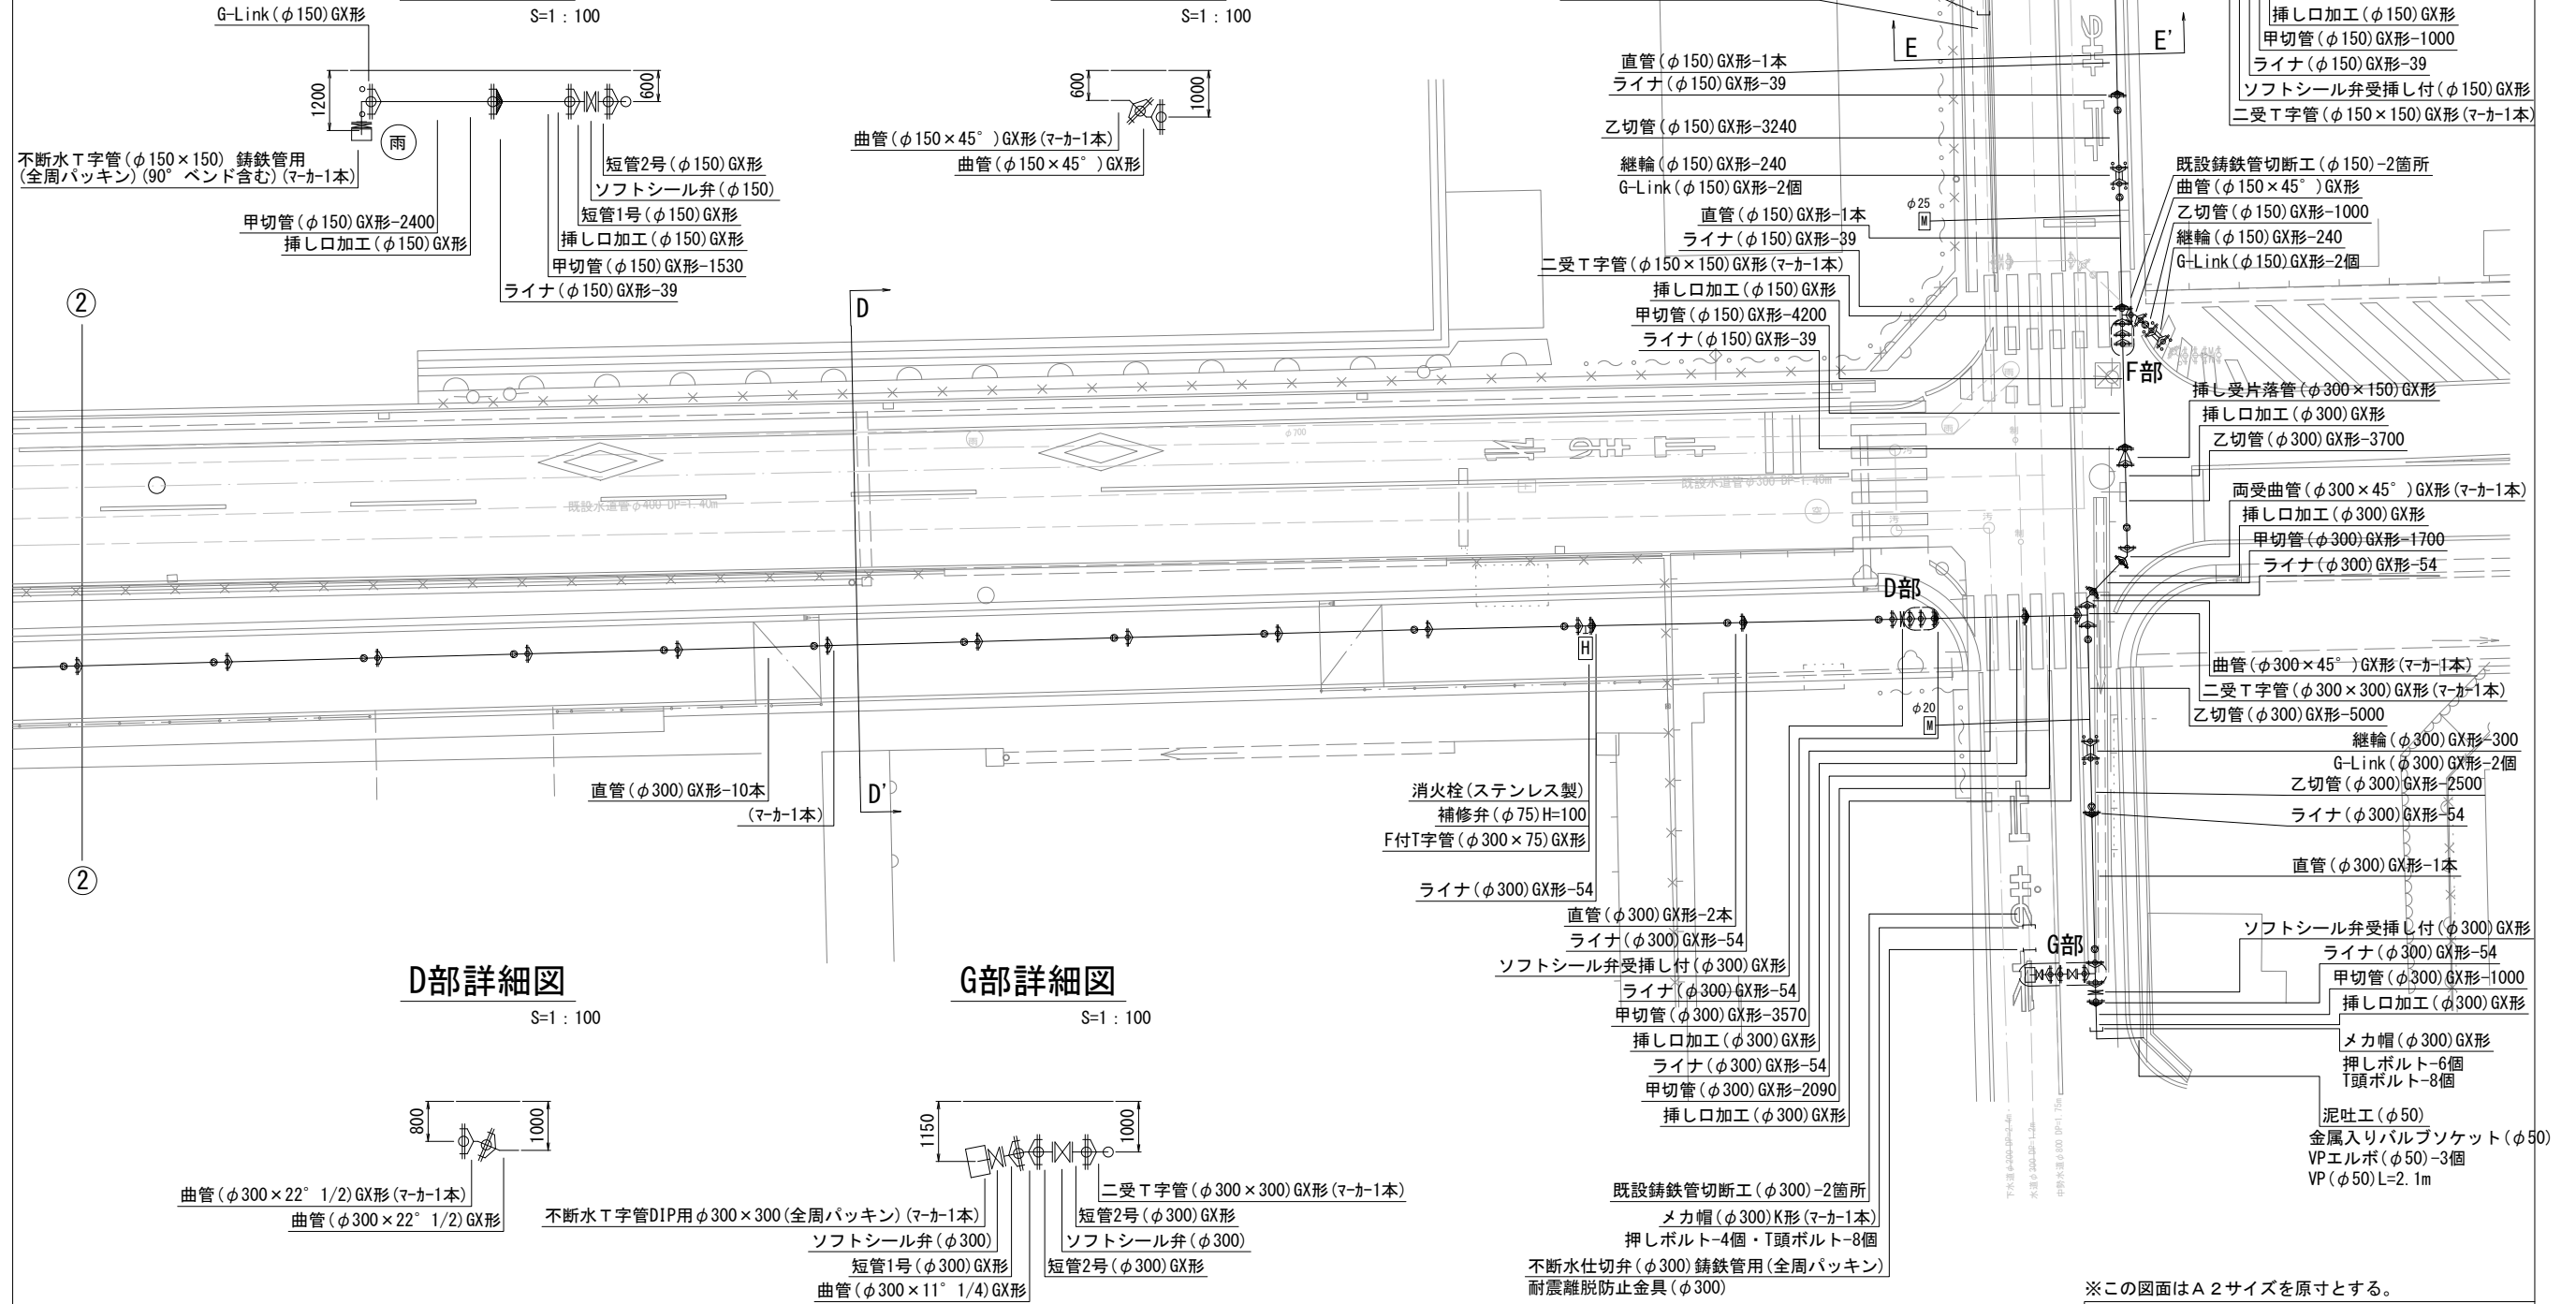 G-Link(φ150)GX形
S=1：100
1200
600
雨
不断水Ｔ字管(φ150×150) 鋳鉄管用
(全周パッキン)(90°ベンド含む)(マーカー1本)
短管2号(φ150)GX形
ソフトシール弁(φ150)
短管1号(φ150)GX形
挿し口加工(φ150)GX形
甲切管(φ150)GX形-1530
ライナ(φ150)GX形-39
甲切管(φ150)GX形-2400
挿し口加工(φ150)GX形
S=1：100
600
1000
曲管(φ150×45°)GX形(マーカー1本)
曲管(φ150×45°)GX形
E
E'
直管(φ150)GX形-1本
ライナ(φ150)GX形-39
乙切管(φ150)GX形-3240
継輪(φ150)GX形-240
G-Link(φ150)GX形-2個
直管(φ150)GX形-1本
ライナ(φ150)GX形-39
二受Ｔ字管(φ150×150)GX形(マーカー1本)
挿し口加工(φ150)GX形
甲切管(φ150)GX形-4200
ライナ(φ150)GX形-39
φ25
M
挿し口加工(φ150)GX形
甲切管(φ150)GX形-1000
ライナ(φ150)GX形-39
ソフトシール弁受挿し付(φ150)GX形
二受Ｔ字管(φ150×150)GX形(マーカー1本)
既設鋳鉄管切断工(φ150)-2箇所
曲管(φ150×45°)GX形
乙切管(φ150)GX形-1000
継輪(φ150)GX形-240
G-Link(φ150)GX形-2個
F部
挿し受片落管(φ300×150)GX形
挿し口加工(φ300)GX形
乙切管(φ300)GX形-3700
両受曲管(φ300×45°)GX形(マーカー1本)
挿し口加工(φ300)GX形
甲切管(φ300)GX形-1700
ライナ(φ300)GX形-54
②
D
既設水道管φ400 DP=1.40m
φ700
雨
既設水道管φ300 DP=1.40m
空
汚
汚
汚
雨
雨
D部
H
曲管(φ300×45°)GX形(マーカー1本)
二受Ｔ字管(φ300×300)GX形(マーカー1本)
乙切管(φ300)GX形-5000
φ20
M
継輪(φ300)GX形-300
G-Link(φ300)GX形-2個
乙切管(φ300)GX形-2500
ライナ(φ300)GX形-54
直管(φ300)GX形-1本
②
直管(φ300)GX形-10本
(マーカー1本)
D'
消火栓(ステンレス製)
補修弁(φ75)H=100
F付T字管(φ300×75)GX形
ライナ(φ300)GX形-54
直管(φ300)GX形-2本
ライナ(φ300)GX形-54
ソフトシール弁受挿し付(φ300)GX形
ライナ(φ300)GX形-54
甲切管(φ300)GX形-3570
挿し口加工(φ300)GX形
ライナ(φ300)GX形-54
甲切管(φ300)GX形-2090
挿し口加工(φ300)GX形
G部
ソフトシール弁受挿し付(φ300)GX形
ライナ(φ300)GX形-54
甲切管(φ300)GX形-1000
挿し口加工(φ300)GX形
メカ帽(φ300)GX形
押しボルト-6個
T頭ボルト-8個
泥吐工(φ50)
金属入りバルブソケット(φ50)
VPエルボ(φ50)-3個
VP(φ50)L=2.1m
D部詳細図
S=1：100
800
1000
曲管(φ300×22°1/2)GX形(マーカー1本)
曲管(φ300×22°1/2)GX形
G部詳細図
S=1：100
1150
1000
二受Ｔ字管(φ300×300)GX形(マーカー1本)
不断水Ｔ字管DIP用φ300×300(全周パッキン)(マーカー1本)
短管2号(φ300)GX形
ソフトシール弁(φ300)
ソフトシール弁(φ300)
短管1号(φ300)GX形
短管2号(φ300)GX形
曲管(φ300×11°1/4)GX形
既設鋳鉄管切断工(φ300)-2箇所
メカ帽(φ300)K形(マーカー1本)
押しボルト-4個・T頭ボルト-8個
不断水仕切弁(φ300)鋳鉄管用(全周パッキン)
耐震離脱防止金具(φ300)
※この図面はＡ２サイズを原寸とする。